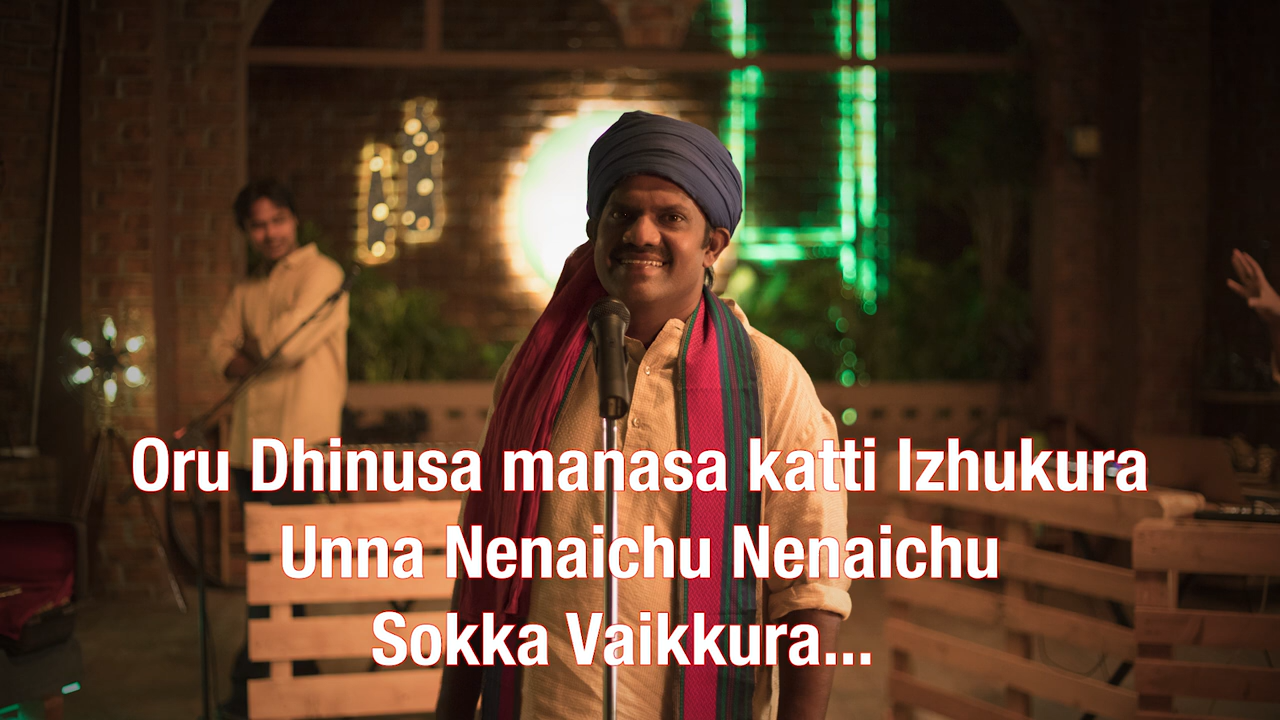 Oru Dhinusa manasa katti Izhukura
Unna Nenaichu Nenaichu
Sokka Vaikkura...